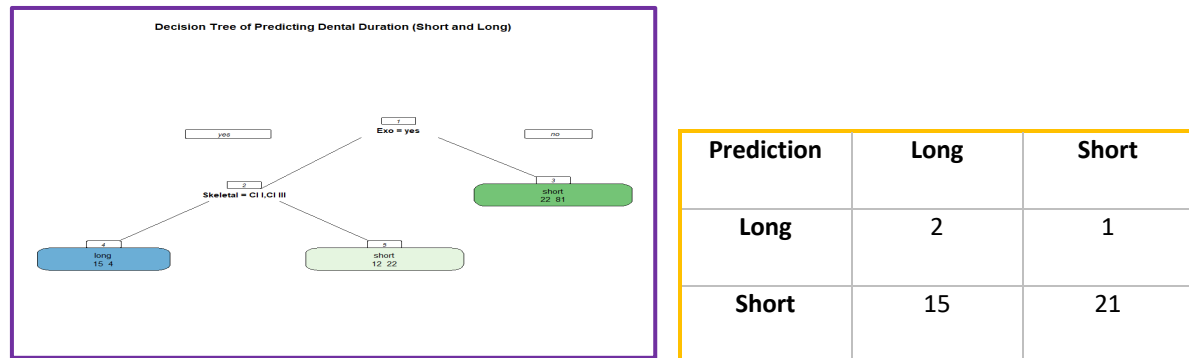 Decision Tree of Predicting Dental Duration (Short and Long)
1
yes
Exo = yes
no
2
Skeletal = Cl I,Cl III
3
short
22 81
4
long
15 4
5
short
12 22
Prediction Long Short
Long 2 1
Short 15 21